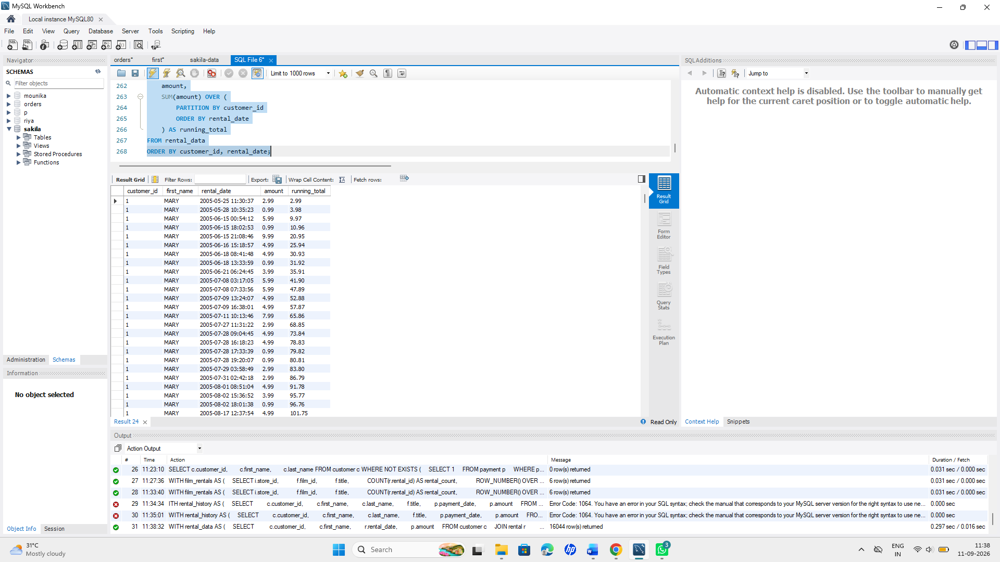 MySQL Workbench
Local instance MySQL80
File Edit View Query Database Server Tools Scripting Help
Navigator
SCHEMAS
Filter objects
mounika
orders
p
riya
sakila
Tables
Views
Stored Procedures
Functions
Administration Schemas
Information
No object selected
Object Info Session
orders* first* sakila-data SQL File 6*
Limit to 1000 rows
262 amount,
263 SUM(amount) OVER (
264 PARTITION BY customer_id
265 ORDER BY rental_date
266 ) AS running_total
267 FROM rental_data
268 ORDER BY customer_id, rental_date;
Result Grid Filter Rows: Export: Wrap Cell Content: Fetch rows:
customer_id first_name rental_date amount running_total
1 MARY 2005-05-25 11:30:37 2.99 2.99
1 MARY 2005-05-28 10:35:23 0.99 3.98
1 MARY 2005-06-15 00:54:12 5.99 9.97
1 MARY 2005-06-15 18:02:53 0.99 10.96
1 MARY 2005-06-15 21:08:46 9.99 20.95
1 MARY 2005-06-16 15:18:57 4.99 25.94
1 MARY 2005-06-18 08:41:48 4.99 30.93
1 MARY 2005-06-18 13:33:59 0.99 31.92
1 MARY 2005-06-21 06:24:45 3.99 35.91
1 MARY 2005-07-08 03:17:05 5.99 41.90
1 MARY 2005-07-08 07:33:56 5.99 47.89
1 MARY 2005-07-09 13:24:07 4.99 52.88
1 MARY 2005-07-09 16:38:01 4.99 57.87
1 MARY 2005-07-11 10:13:46 7.99 65.86
1 MARY 2005-07-27 11:31:22 2.99 68.85
1 MARY 2005-07-28 09:04:45 4.99 73.84
1 MARY 2005-07-28 16:18:23 4.99 78.83
1 MARY 2005-07-28 17:33:39 0.99 79.82
1 MARY 2005-07-28 19:20:07 0.99 80.81
1 MARY 2005-07-29 03:58:49 2.99 83.80
1 MARY 2005-07-31 02:42:18 2.99 86.79
1 MARY 2005-08-01 08:51:04 4.99 91.78
1 MARY 2005-08-02 15:36:52 3.99 95.77
1 MARY 2005-08-02 18:01:38 0.99 96.76
1 MARY 2005-08-17 12:37:54 4.99 101.75
Result 24
Read Only
Result
Grid
Form
Editor
Field
Types
Query
Stats
Execution
Plan
SQLAdditions
Jump to
Automatic context help is disabled. Use the toolbar to manually get
help for the current caret position or to toggle automatic help.
Context Help Snippets
Output
Action Output
# Time Action Message Duration / Fetch
26 11:23:10 SELECT c.customer_id, c.first_name, c.last_name FROM customer c WHERE NOT EXISTS ( SELECT 1 FROM payment p WHERE p... 0 row(s) returned 0.031 sec / 0.000 sec
27 11:27:36 WITH film_rentals AS ( SELECT i.store_id, f.film_id, f.title, COUNT(r.rental_id) AS rental_count, ROW_NUMBER() OVER ... 6 row(s) returned 0.031 sec / 0.000 sec
28 11:33:40 WITH film_rentals AS ( SELECT i.store_id, f.film_id, f.title, COUNT(r.rental_id) AS rental_count, ROW_NUMBER() OVER ... 6 row(s) returned 0.031 sec / 0.000 sec
29 11:34:34 ITH rental_history AS ( SELECT c.customer_id, c.first_name, c.last_name, f.title, p.payment_date, p.amount FROM ... Error Code: 1064. You have an error in your SQL syntax; check the manual that corresponds to your MySQL server version for the right syntax to use ne... 0.000 sec
30 11:35:01 WITH rental_history AS ( SELECT c.customer_id, c.first_name, c.last_name, f.title, p.payment_date, p.amount FRO... Error Code: 1064. You have an error in your SQL syntax; check the manual that corresponds to your MySQL server version for the right syntax to use ne... 0.000 sec
31 11:38:32 WITH rental_data AS ( SELECT c.customer_id, c.first_name, r.rental_date, p.amount FROM customer c JOIN rental r ... 16044 row(s) returned 0.297 sec / 0.016 sec
31°C
Mostly cloudy
Search
3
ENG
IN
11:38
11-09-2026